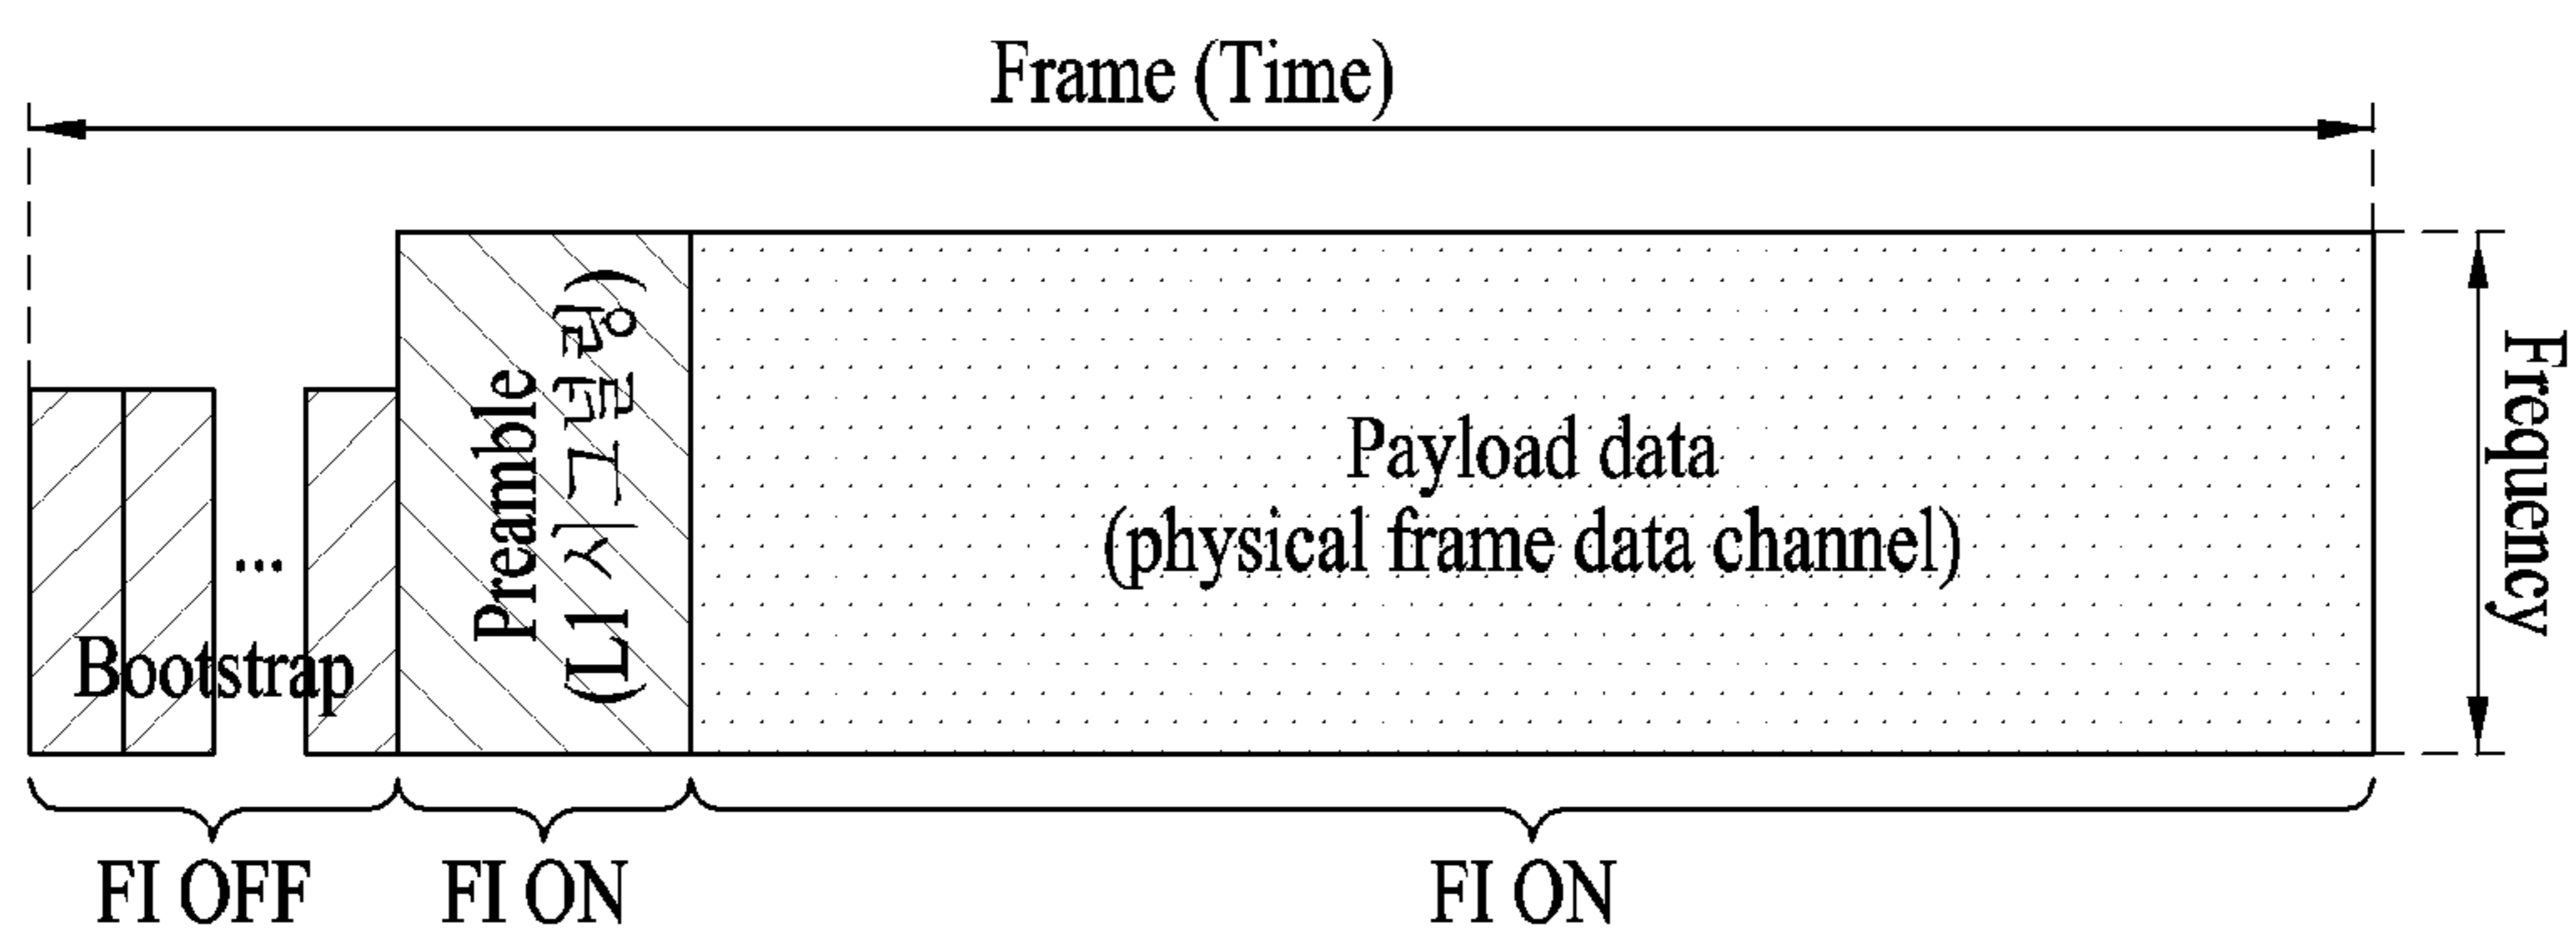 Frame (Time)
Preamble
(L1 시그널링)
Payload data
(physical frame data channel)
Frequency
...
Bootstrap
FI OFF
FI ON
FI ON